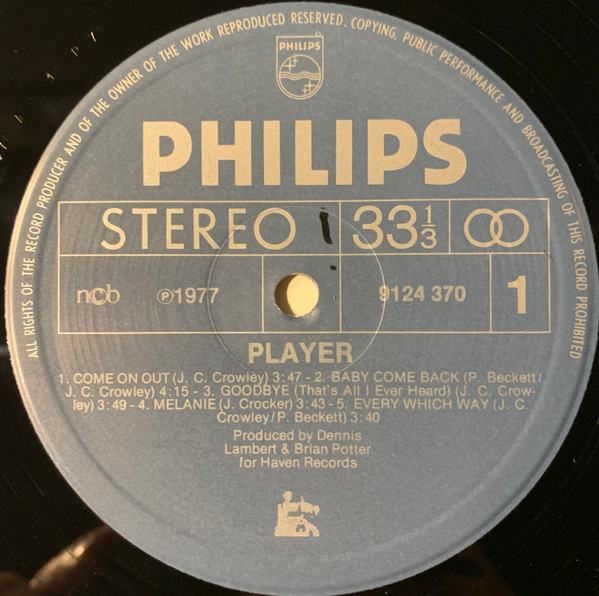 ALL RIGHTS OF THE RECORD PRODUCER AND OF THE OWNER OF THE WORK REPRODUCED RESERVED. COPYING, PUBLIC PERFORMANCE AND BROADCASTING OF THIS RECORD PROHIBITED
PHILIPS
PHILIPS
STEREO 33 1/3
ncb ℗1977 9124 370 1
PLAYER
1. COME ON OUT (J. C. Crowley) 3:47 - 2. BABY COME BACK (P. Beckett/
J. C. Crowley) 4:15 - 3. GOODBYE (That's All I Ever Heard) (J. C. Crow-
ley) 3:49 - 4. MELANIE (J. Crocker) 3:43 - 5. EVERY WHICH WAY (J. C.
Crowley/P. Beckett) 3:40
Produced by Dennis
Lambert & Brian Potter
for Haven Records